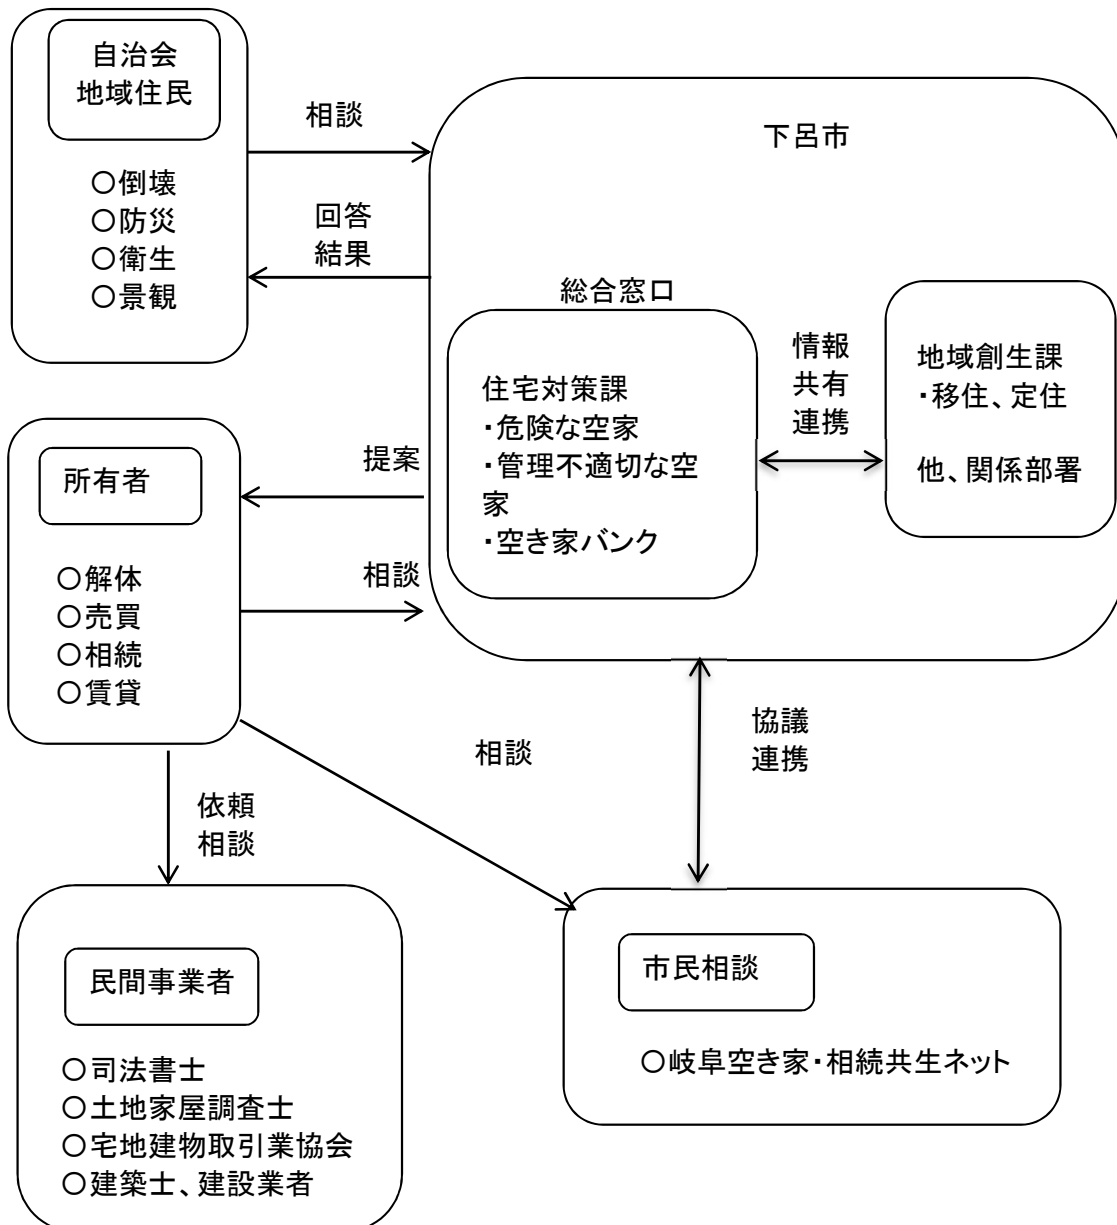 自治会
地域住民
○倒壊
○防災
○衛生
○景観
相談
回答
結果
下呂市
総合窓口
住宅対策課
・危険な空家
・管理不適切な空
家
・空き家バンク
情報
共有
連携
地域創生課
・移住、定住
他、関係部署
所有者
○解体
○売買
○相続
○賃貸
提案
相談
依頼
相談
相談
協議
連携
民間事業者
○司法書士
○土地家屋調査士
○宅地建物取引業協会
○建築士、建設業者
市民相談
○岐阜空き家・相続共生ネット